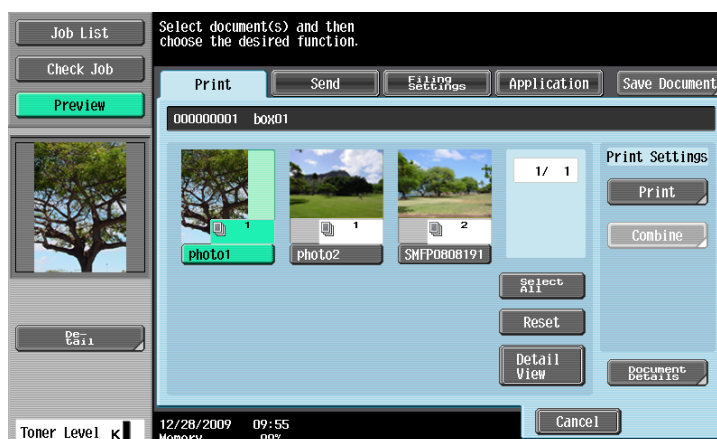 Job List
Check Job
Preview
De-
tail
Toner Level K
Select document(s) and then
choose the desired function.
Print
Send
Filing
Settings
Application
Save Document
000000001 box01
1
photo1
1
photo2
2
SMFP0808191
1/ 1
Select
All
Reset
Detail
View
Print Settings
Print
Combine
Document
Details
12/28/2009 09:55
Memory
Cancel